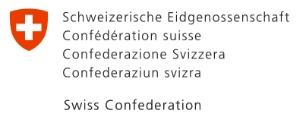 Schweizerische Eidgenossenschaft
Confédération suisse
Confederazione Svizzera
Confederaziun svizra
Swiss Confederation